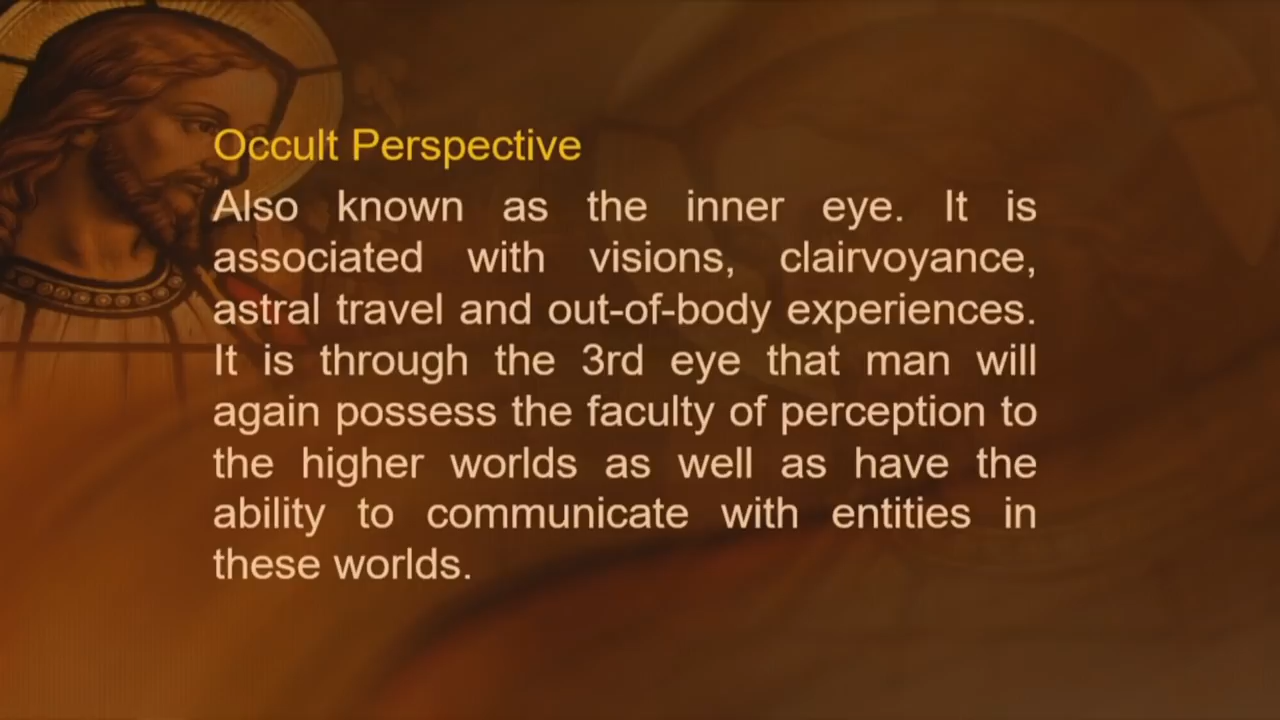 Occult Perspective
Also known as the inner eye. It is
associated with visions, clairvoyance,
astral travel and out-of-body experiences.
It is through the 3rd eye that man will
again possess the faculty of perception to
the higher worlds as well as have the
ability to communicate with entities in
these worlds.